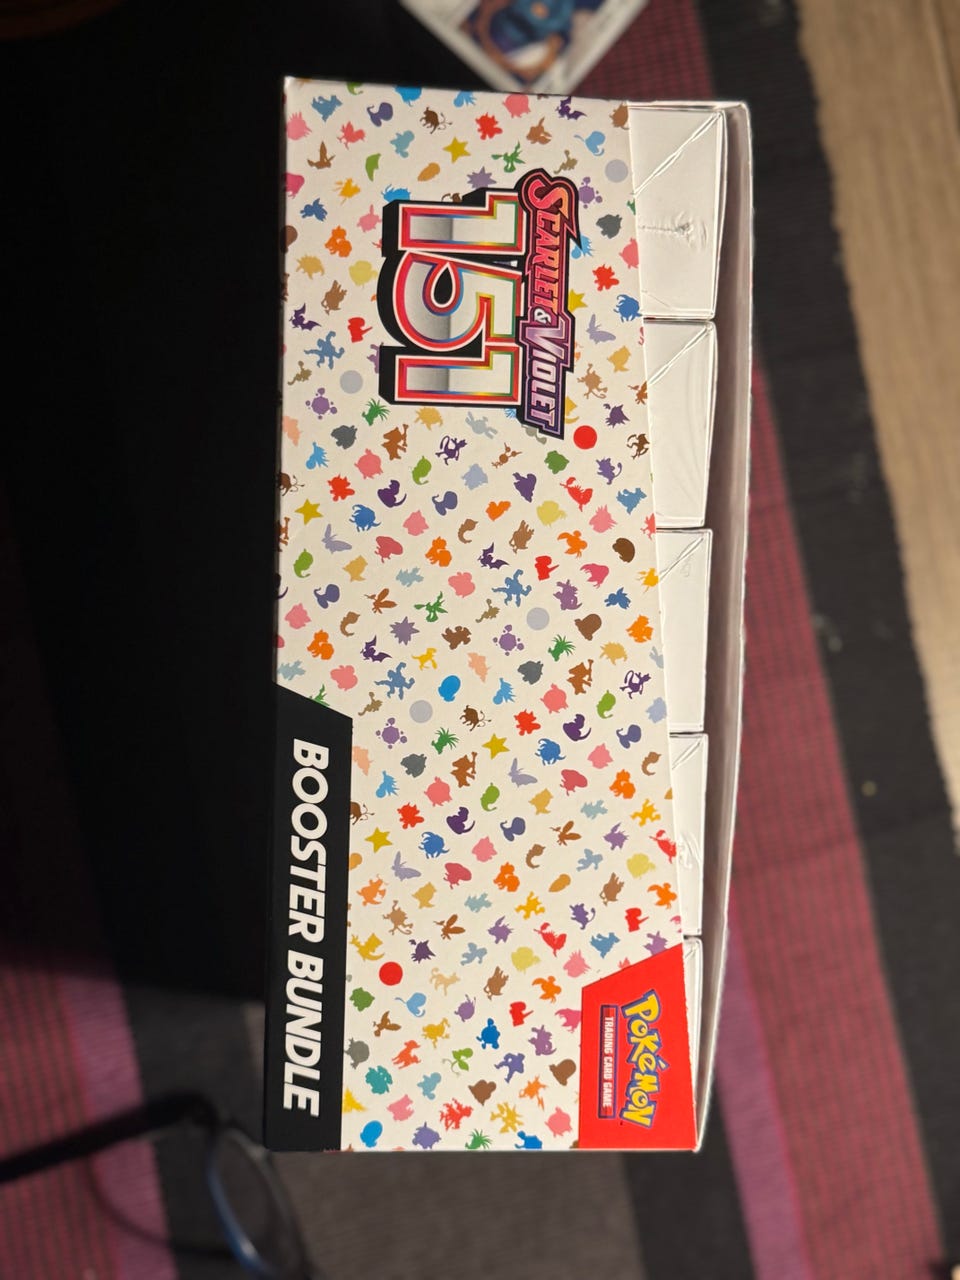 SCARLET & VIOLET
151
POKéMON
TRADING CARD GAME
BOOSTER BUNDLE